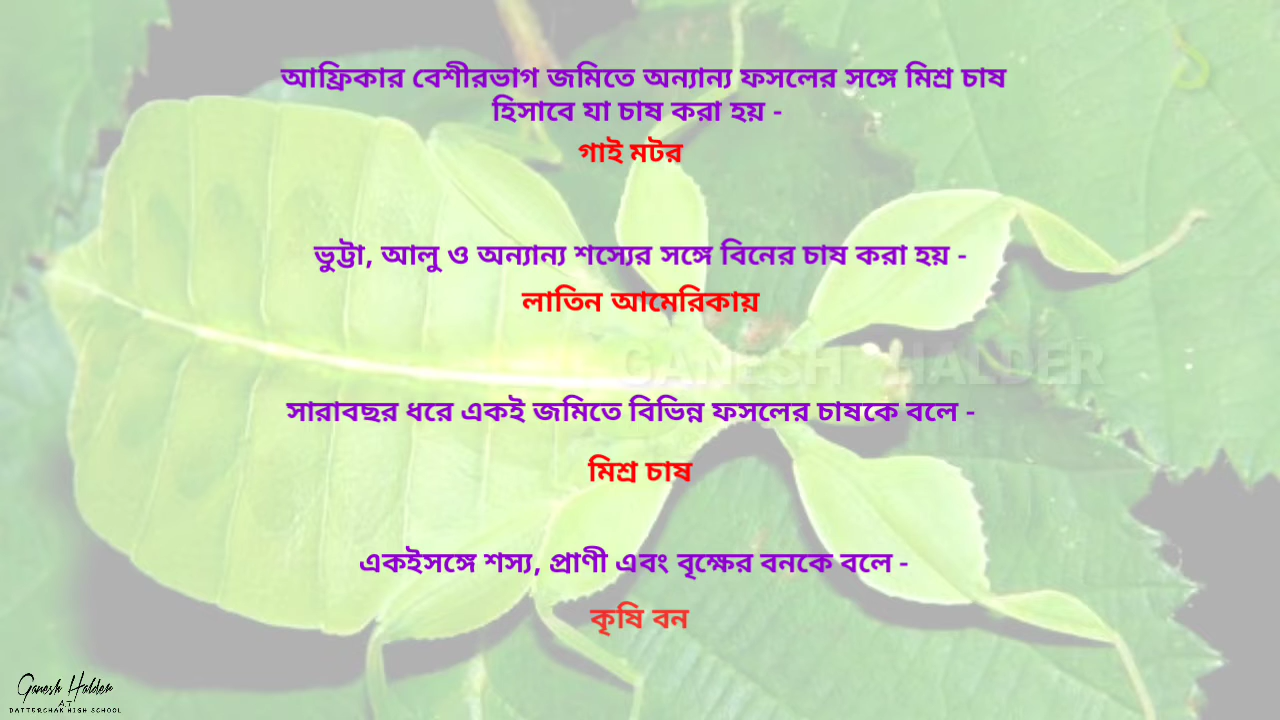 আফ্রিকার বেশীরভাগ জমিতে অন্যান্য ফসলের সঙ্গে মিশ্র চাষ
হিসাবে যা চাষ করা হয় -
গাই মটর
ভুট্টা, আলু ও অন্যান্য শস্যের সঙ্গে বিনের চাষ করা হয় -
লাতিন আমেরিকায়
GANESH HALDER
সারাবছর ধরে একই জমিতে বিভিন্ন ফসলের চাষকে বলে -
মিশ্র চাষ
একইসঙ্গে শস্য, প্রাণী এবং বৃক্ষের বনকে বলে -
কৃষি বন
Ganesh Halder
AT
DATTERCHAK HIGH SCHOOL